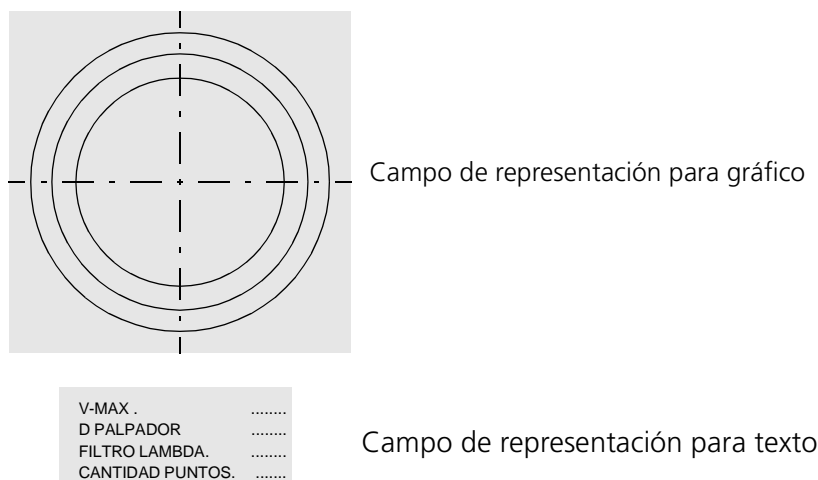 Campo de representación para gráfico
V-MAX . ........
D PALPADOR ........
FILTRO LAMBDA. ........
CANTIDAD PUNTOS. .......
Campo de representación para texto